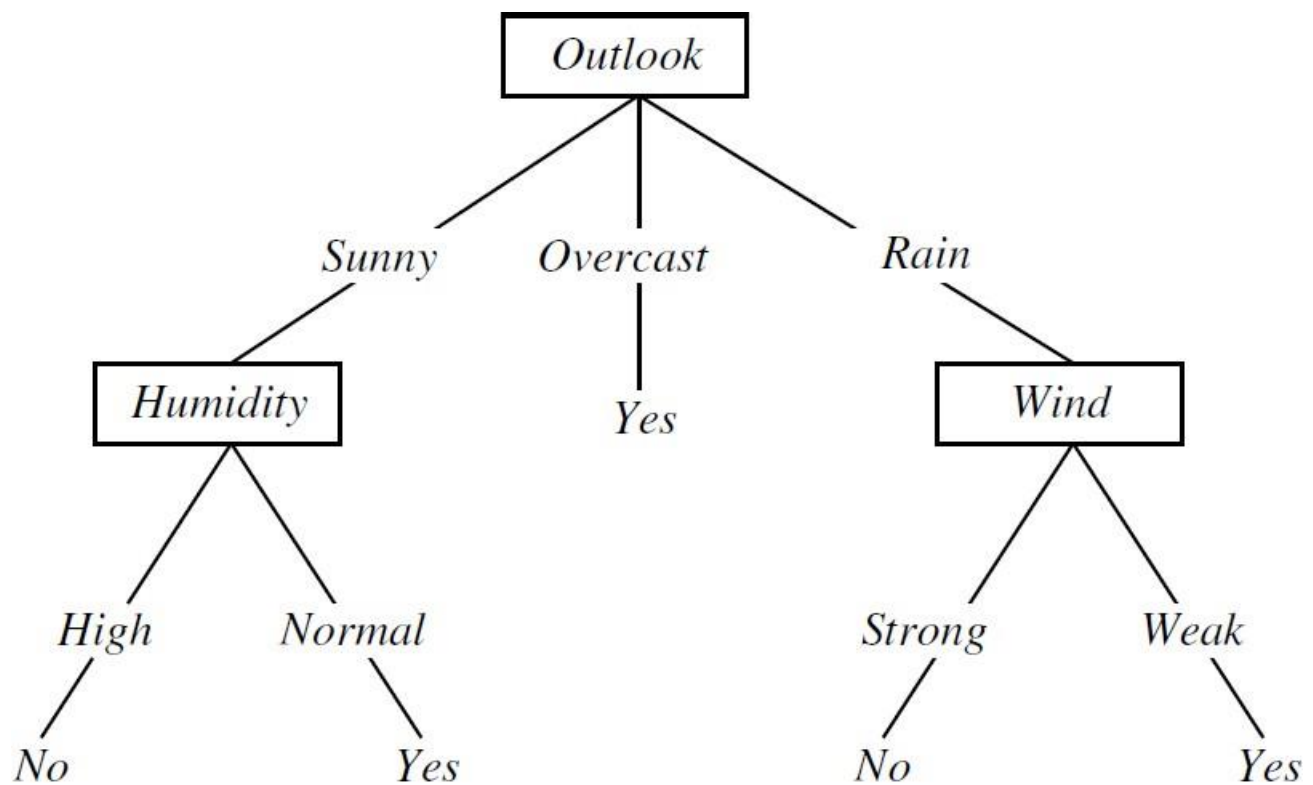 Outlook
Sunny Overcast Rain
Humidity Yes Wind
High Normal Strong Weak
No Yes No Yes